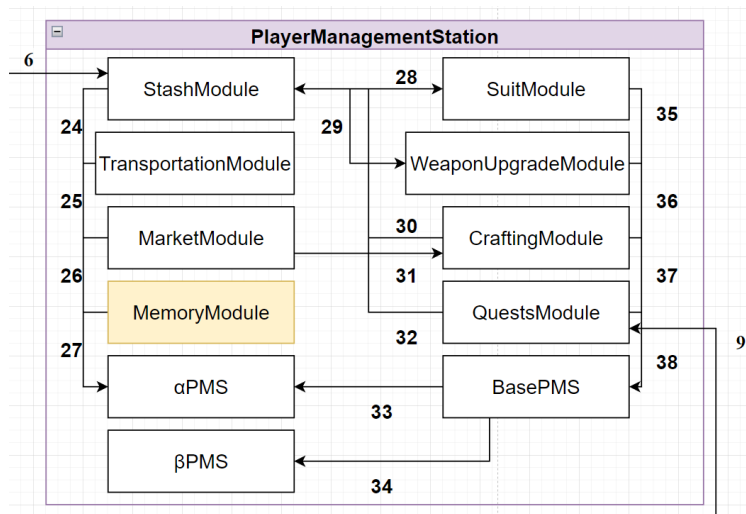 PlayerManagementStation
6
StashModule
28
SuitModule
24
29
35
TransportationModule
WeaponUpgradeModule
25
36
MarketModule
30
CraftingModule
26
31
37
MemoryModule
QuestsModule
27
32
9
38
αPMS
BasePMS
33
βPMS
34